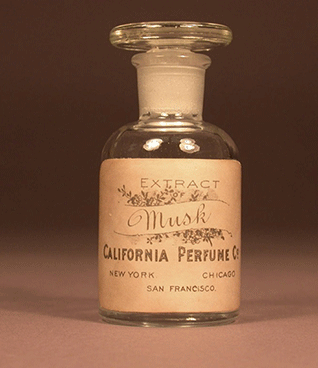 EXTRACT
Musk
CALIFORNIA PERFUME Co
NEW YORK CHICAGO
SAN FRANCISCO.